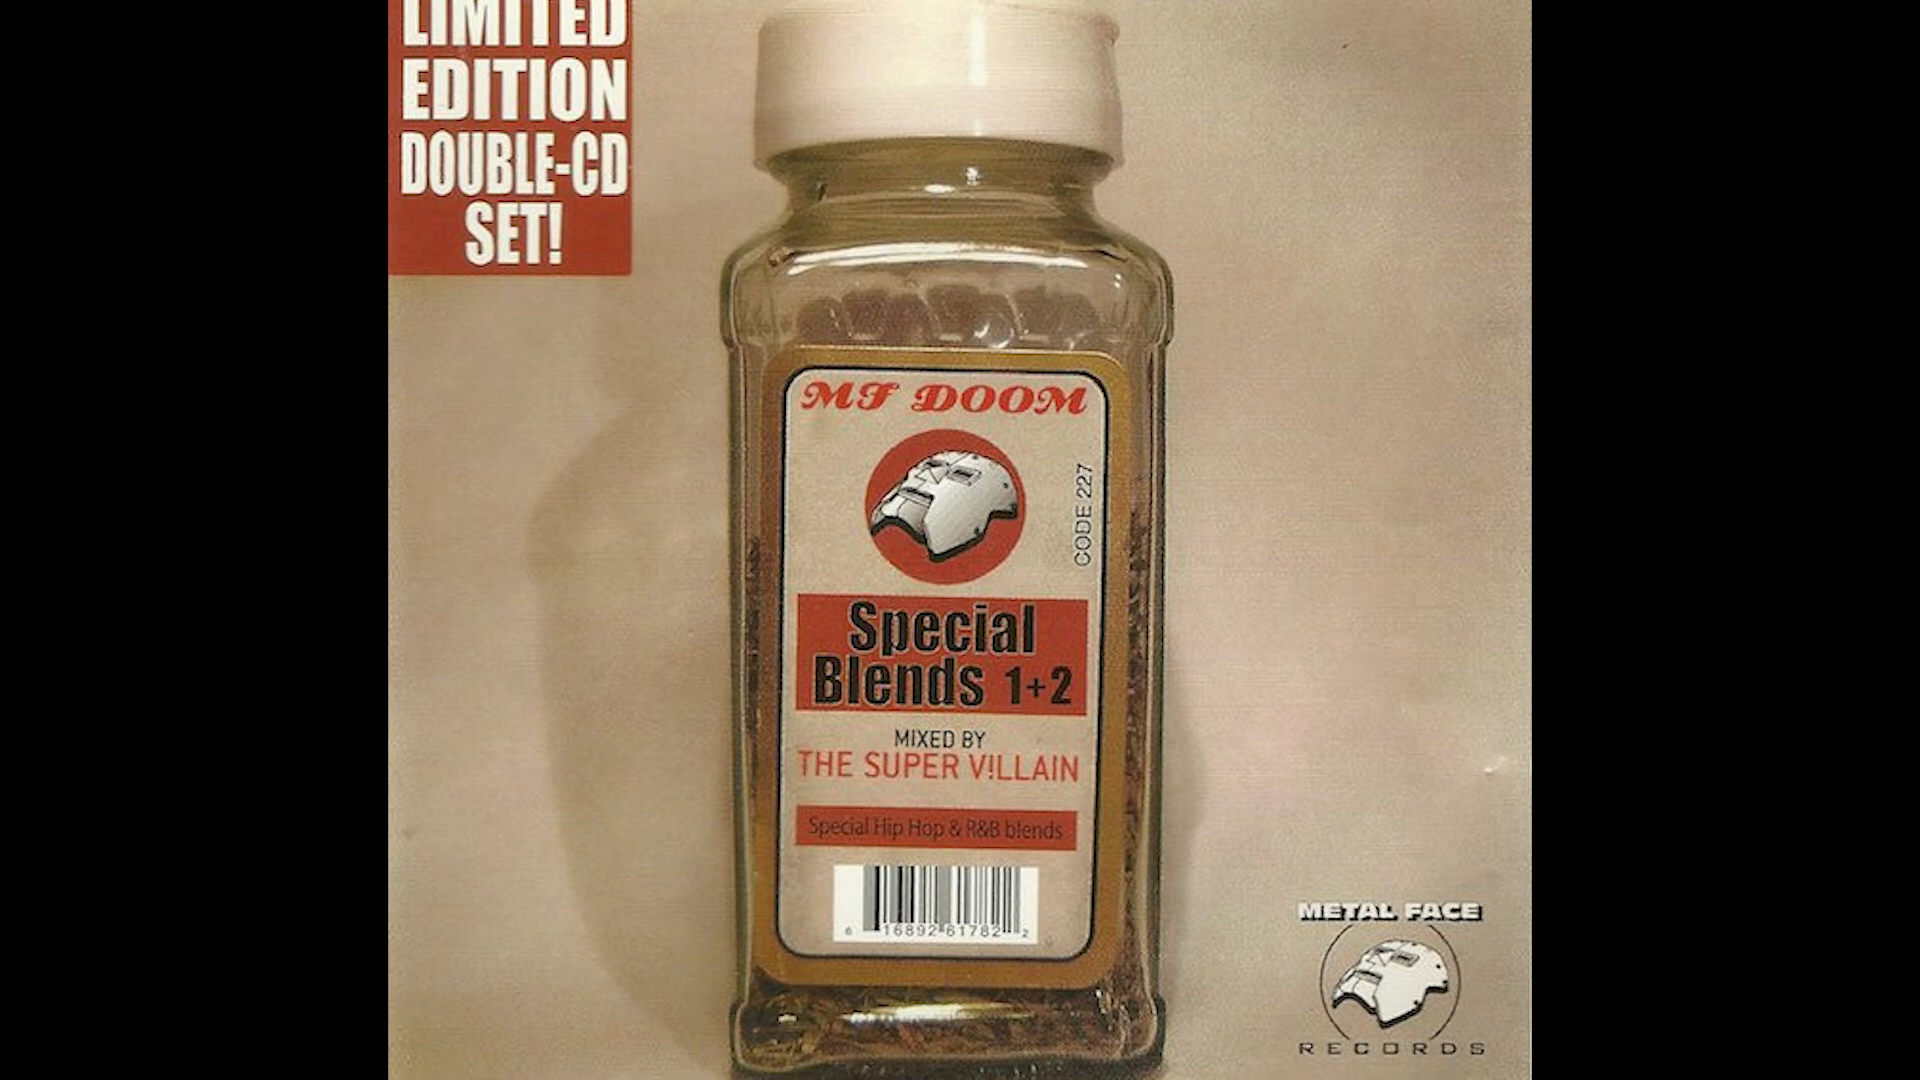 LIMITED
EDITION
DOUBLE-CD
SET!
MF DOOM
CODE 227
Special
Blends 1+2
MIXED BY
THE SUPER V!LLAIN
Special Hip Hop & R&B blends
6 16892 61782 2
METAL FACE
RECORDS